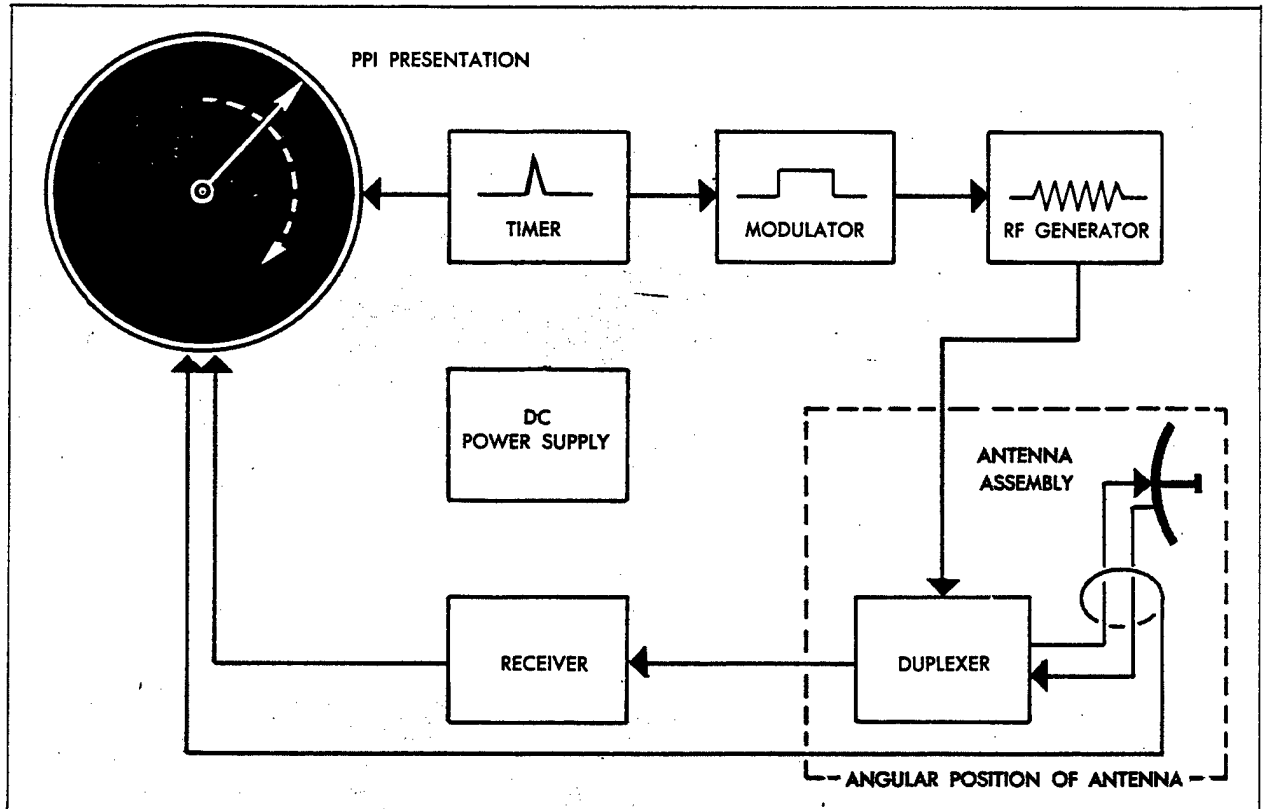 PPI PRESENTATION
TIMER
MODULATOR
RF GENERATOR
DC
POWER SUPPLY
ANTENNA
ASSEMBLY
RECEIVER
DUPLEXER
ANGULAR POSITION OF ANTENNA